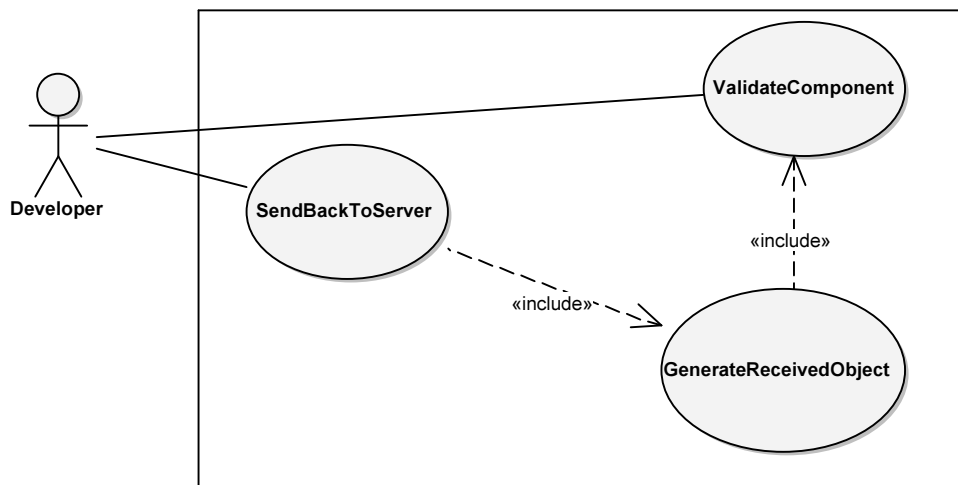 ValidateComponent
Developer
SendBackToServer
«include»
«include»
GenerateReceivedObject